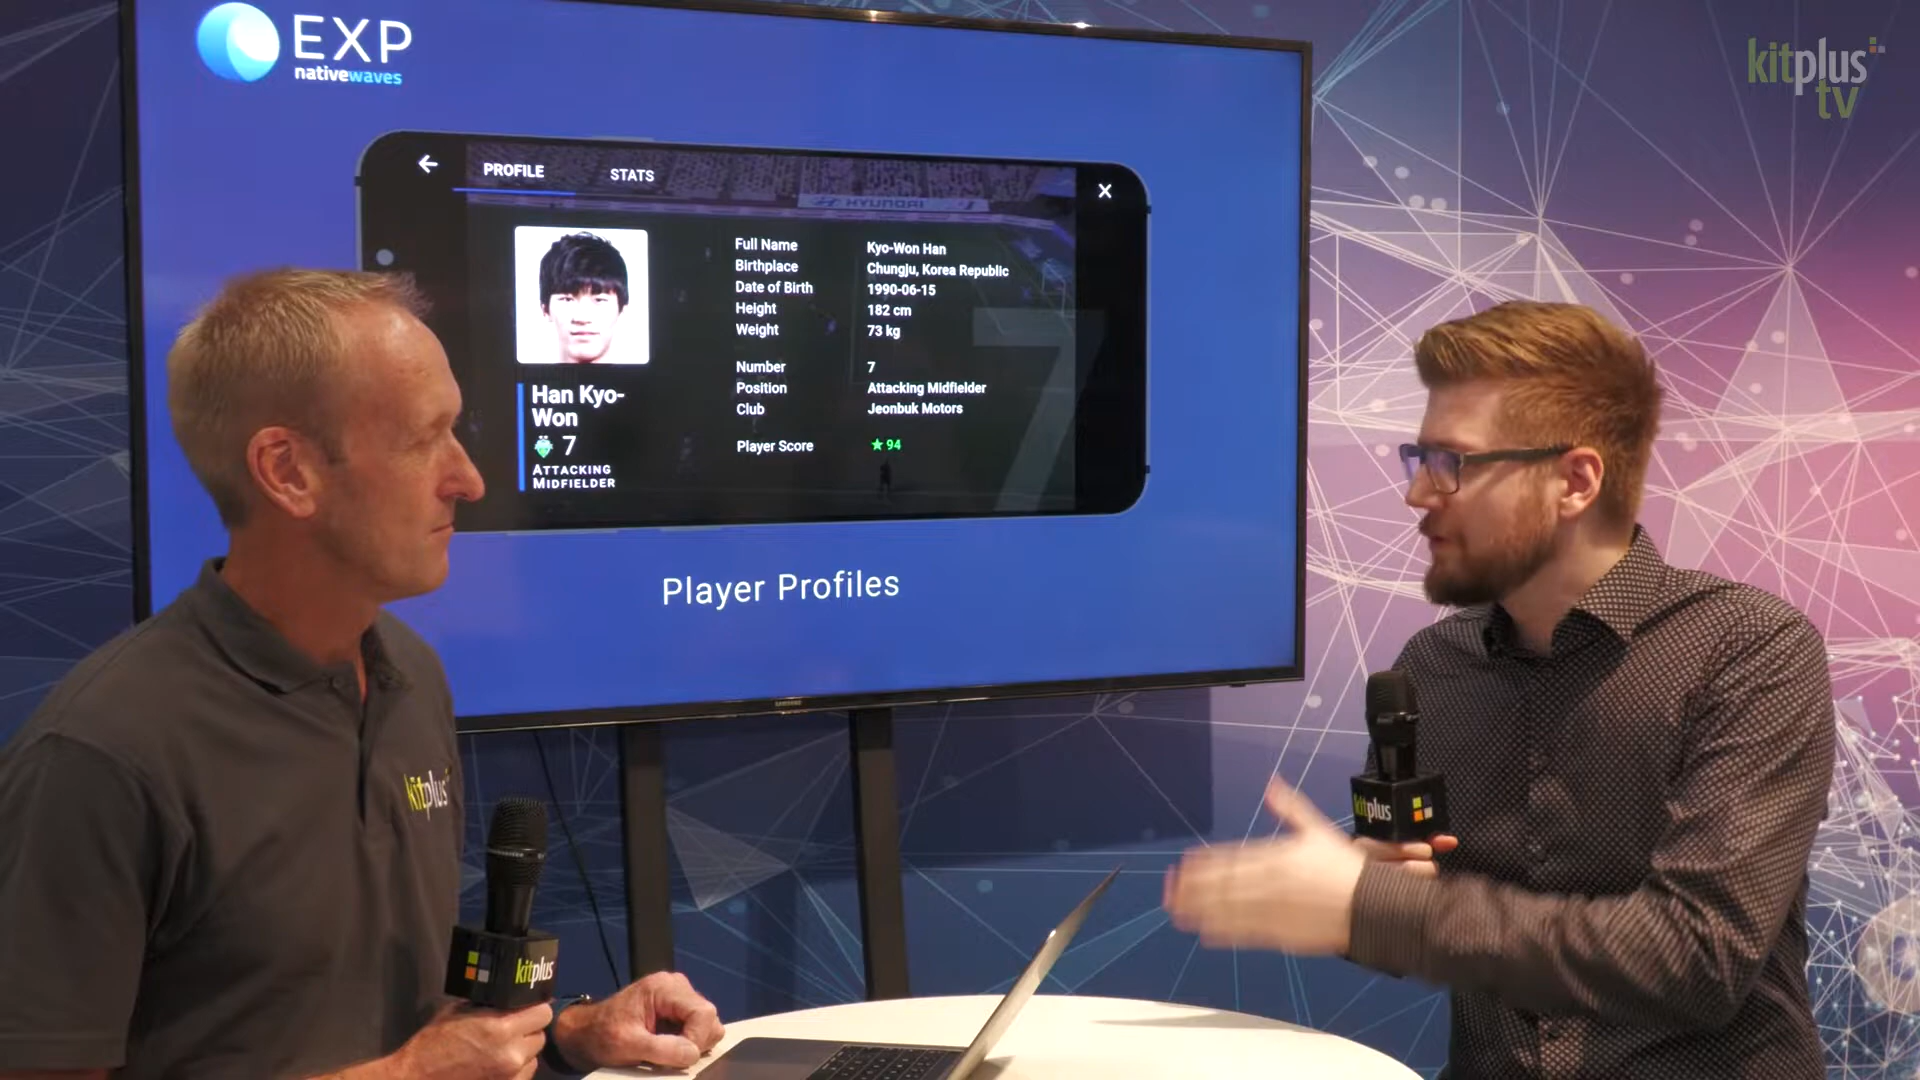 EXP
nativewaves
kitplus
tv
PROFILE
STATS
HYUNDAI
Full Name Kyo-Won Han
Birthplace Chungju, Korea Republic
Date of Birth 1990-06-15
Height 182 cm
Weight 73 kg
Number 7
Position Attacking Midfielder
Club Jeonbuk Motors
Player Score ★ 94
Han Kyo-
Won
7
ATTACKING
MIDFIELDER
7
Player Profiles
SAMSUNG
kitplus
kitplus
kitplus